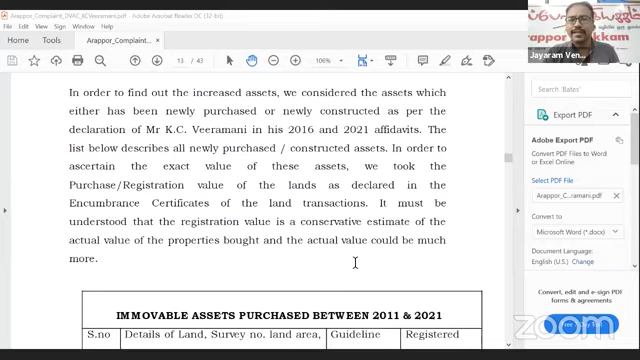 Arappor_Complaint_DVAC_KCVeeramani.pdf - Adobe Acrobat Reader DC (32-bit)
File Edit View Sign Window Help
Home Tools Arappor_Complaint... ×
Sign In
13 / 43 106%
In order to find out the increased assets, we considered the assets which
either has been newly purchased or newly constructed as per the
declaration of Mr K.C. Veeramani in his 2016 and 2021 affidavits. The
list below describes all newly purchased / constructed assets. In order to
ascertain the exact value of these assets, we took the
Purchase/Registration value of the lands as declared in the
Encumbrance Certificates of the land transactions. It must be
understood that the registration value is a conservative estimate of the
actual value of the properties bought and the actual value could be much
more.
IMMOVABLE ASSETS PURCHASED BETWEEN 2011 & 2021
S.no Details of Land, Survey no. land area, Guideline Registered
Jayaram Ven...
Search 'Bates'
Export PDF
Adobe Export PDF
Convert PDF Files to Word
or Excel Online
Select PDF File
Arappor_C...ramani.pdf ×
Convert to
Microsoft Word (*.docx)
Document Language:
English (U.S.) Change
Convert, edit and e-sign PDF
forms & agreements
zoom